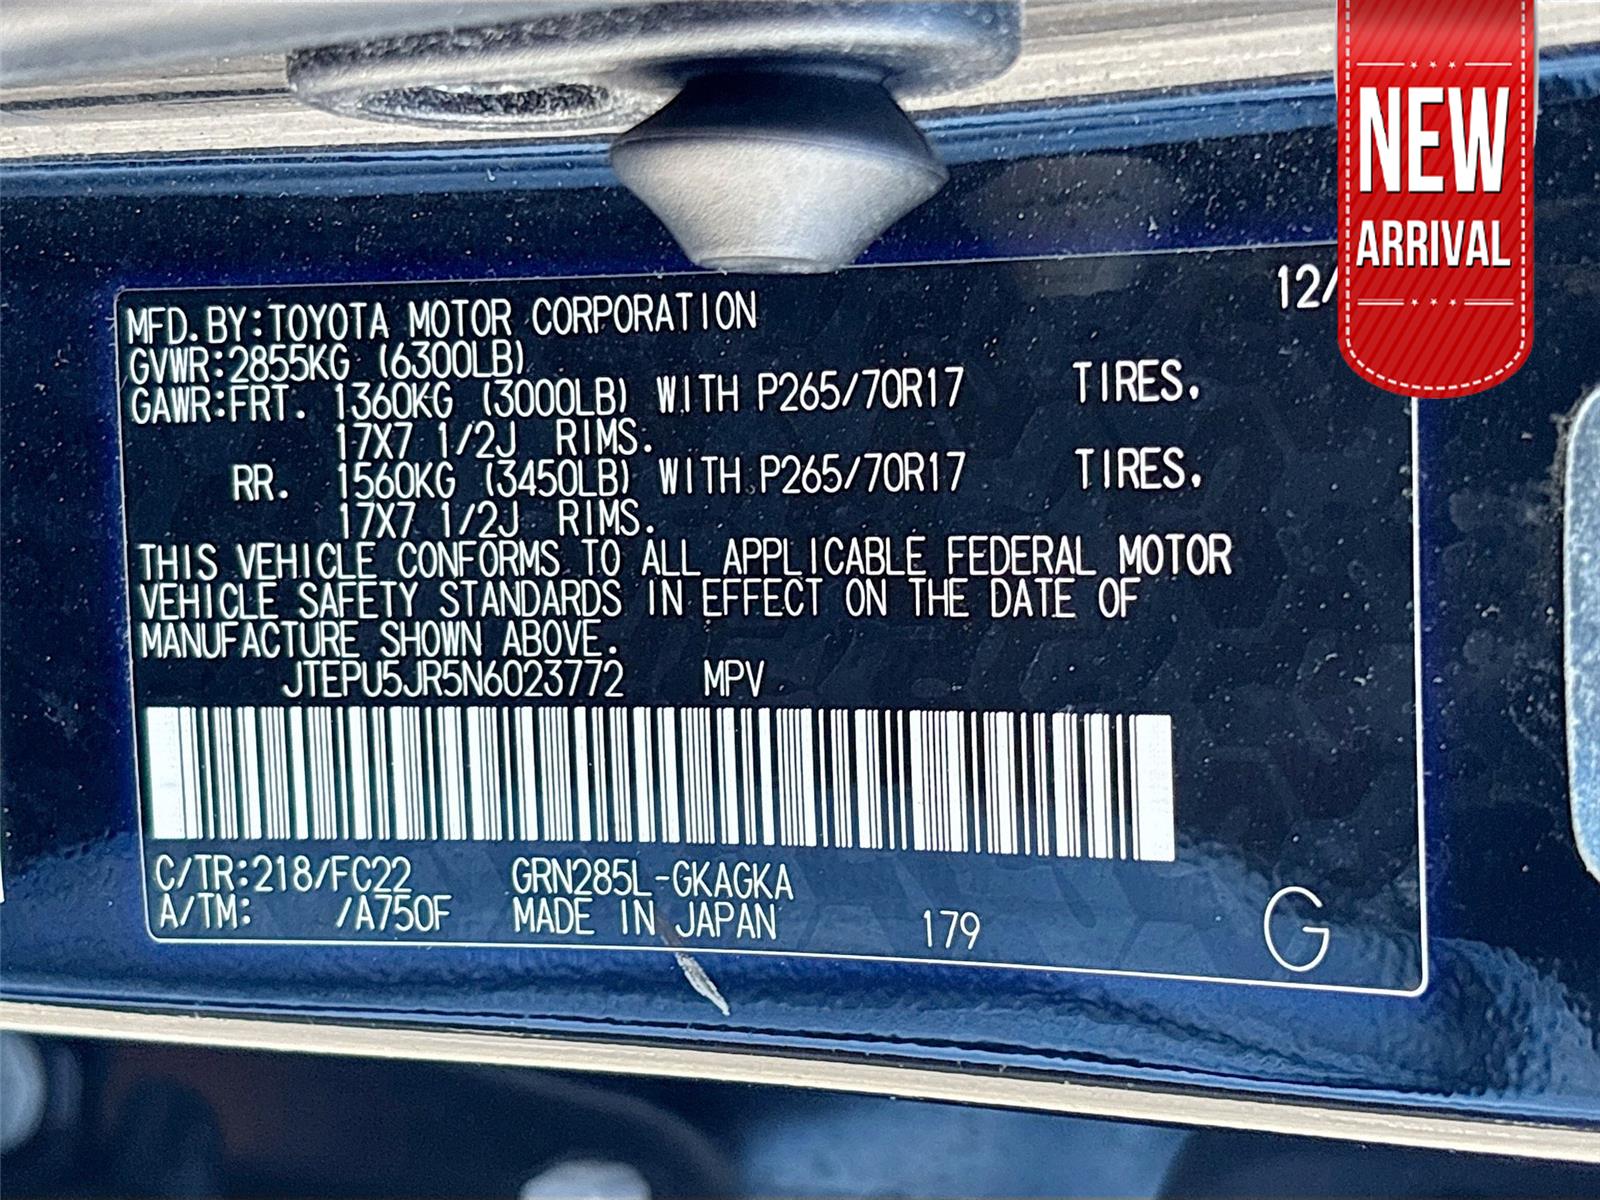 NEW
ARRIVAL
12/
MFD.BY:TOYOTA MOTOR CORPORATION
GVWR:2855KG (6300LB)
GAWR:FRT. 1360KG (3000LB) WITH P265/70R17 TIRES.
17X7 1/2J RIMS.
RR. 1560KG (3450LB) WITH P265/70R17 TIRES.
17X7 1/2J RIMS.
THIS VEHICLE CONFORMS TO ALL APPLICABLE FEDERAL MOTOR
VEHICLE SAFETY STANDARDS IN EFFECT ON THE DATE OF
MANUFACTURE SHOWN ABOVE.
JTEPU5JR5N6023772 MPV
C/TR:218/FC22 GRN285L-GKAGKA
A/TM: /A750F MADE IN JAPAN 179 G